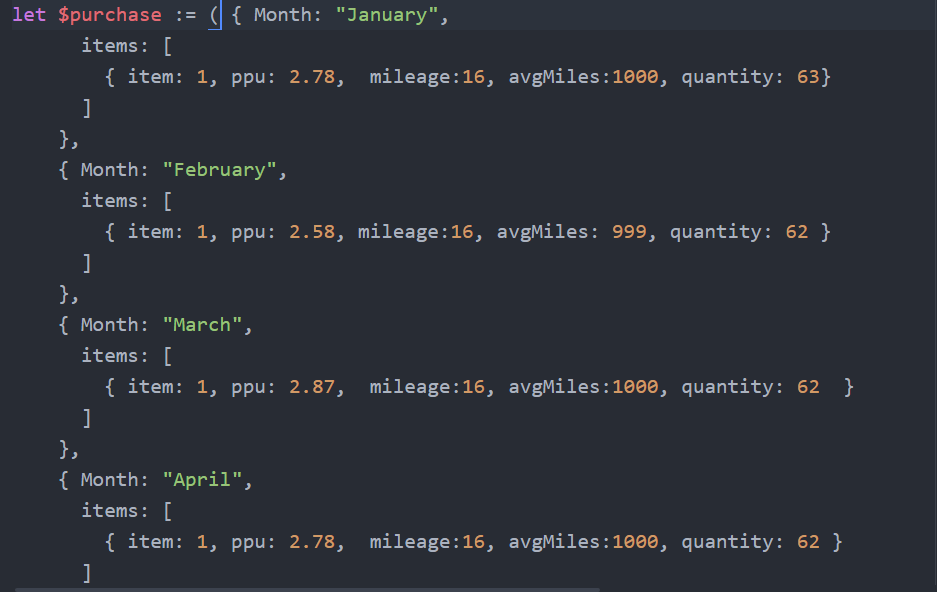 let $purchase := ( { Month: "January",
items: [
{ item: 1, ppu: 2.78,  mileage:16, avgMiles:1000, quantity: 63}
]
},
{ Month: "February",
items: [
{ item: 1, ppu: 2.58, mileage:16, avgMiles: 999, quantity: 62 }
]
},
{ Month: "March",
items: [
{ item: 1, ppu: 2.87,  mileage:16, avgMiles:1000, quantity: 62  }
]
},
{ Month: "April",
items: [
{ item: 1, ppu: 2.78,  mileage:16, avgMiles:1000, quantity: 62 }
]